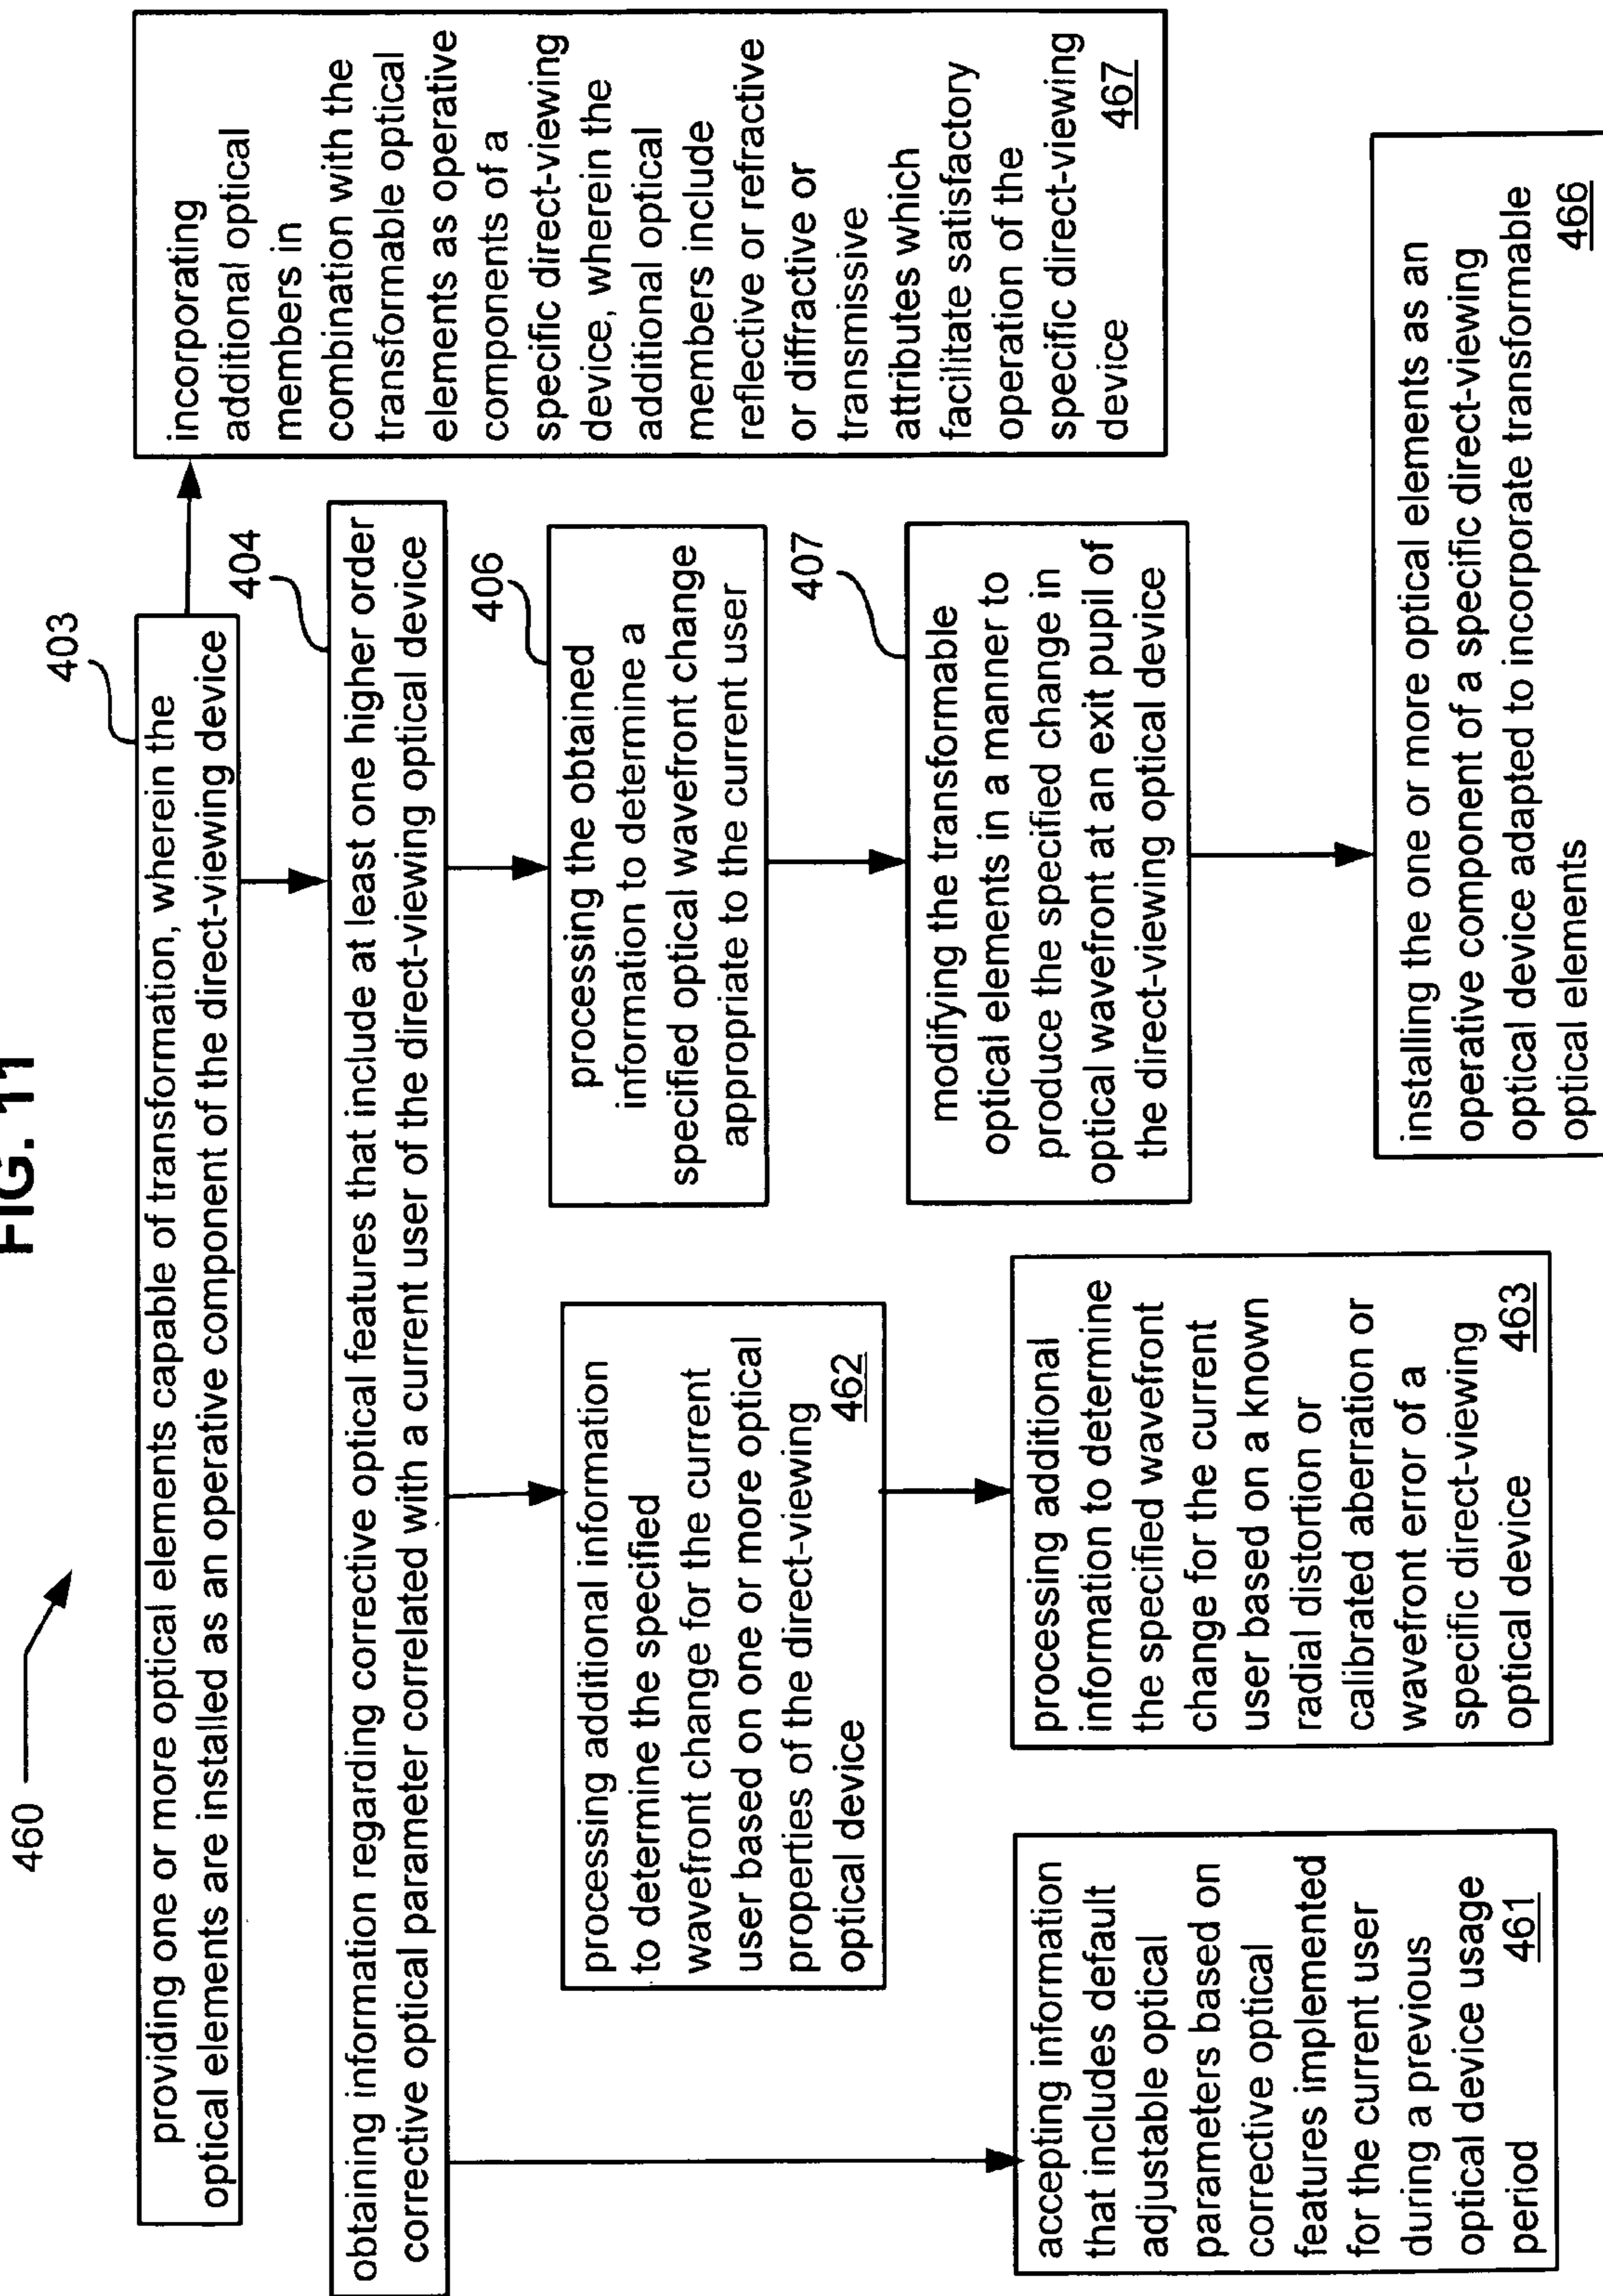 FIG. 11
460
403
providing one or more optical elements capable of transformation, wherein the
optical elements are installed as an operative component of the direct-viewing device
404
obtaining information regarding corrective optical features that include at least one higher order
corrective optical parameter correlated with a current user of the direct-viewing optical device
incorporating
additional optical
members in
combination with the
transformable optical
elements as operative
components of a
specific direct-viewing
device, wherein the
additional optical
members include
reflective or refractive
or diffractive or
transmissive
attributes which
facilitate satisfactory
operation of the
specific direct-viewing
device 467
406
processing the obtained
information to determine a
specified optical wavefront change
appropriate to the current user
407
modifying the transformable
optical elements in a manner to
produce the specified change in
optical wavefront at an exit pupil of
the direct-viewing optical device
installing the one or more optical elements as an
operative component of a specific direct-viewing
optical device adapted to incorporate transformable
optical elements 466
processing additional information
to determine the specified
wavefront change for the current
user based on one or more optical
properties of the direct-viewing
optical device 462
processing additional
information to determine
the specified wavefront
change for the current
user based on a known
radial distortion or
calibrated aberration or
wavefront error of a
specific direct-viewing
optical device 463
accepting information
that includes default
adjustable optical
parameters based on
corrective optical
features implemented
for the current user
during a previous
optical device usage
period 461